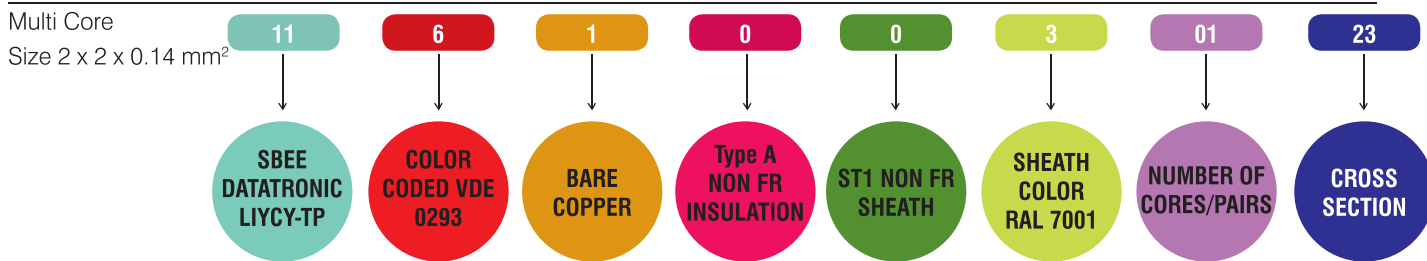 Multi Core
Size 2 x 2 x 0.14 mm²
11 6 1 0 0 3 01 23
SBEE
DATATRONIC
LIYCY-TP
COLOR
CODED VDE
0293
BARE
COPPER
Type A
NON FR
INSULATION
ST1 NON FR
SHEATH
SHEATH
COLOR
RAL 7001
NUMBER OF
CORES/PAIRS
CROSS
SECTION